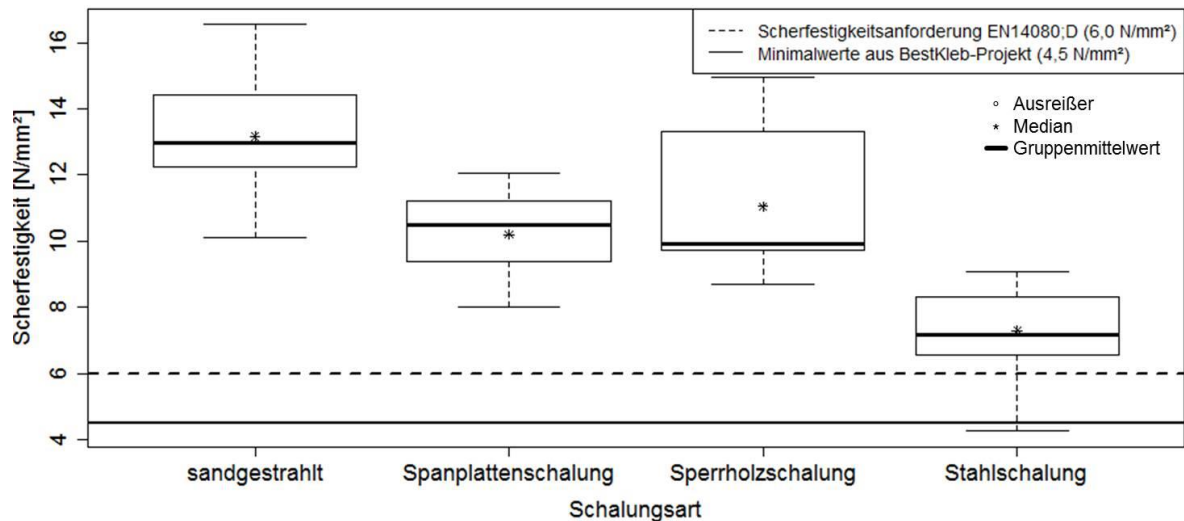 Scherfestigkeitsanforderung EN14080;D (6,0 N/mm²)
Minimalwerte aus BestKleb-Projekt (4,5 N/mm²)
Ausreißer
* Median
Gruppenmittelwert
Scherfestigkeit [N/mm²]
16
14
12
10
8
6
4
sandgestrahlt Spanplattenschalung Sperrholzschalung Stahlschalung
Schalungsart